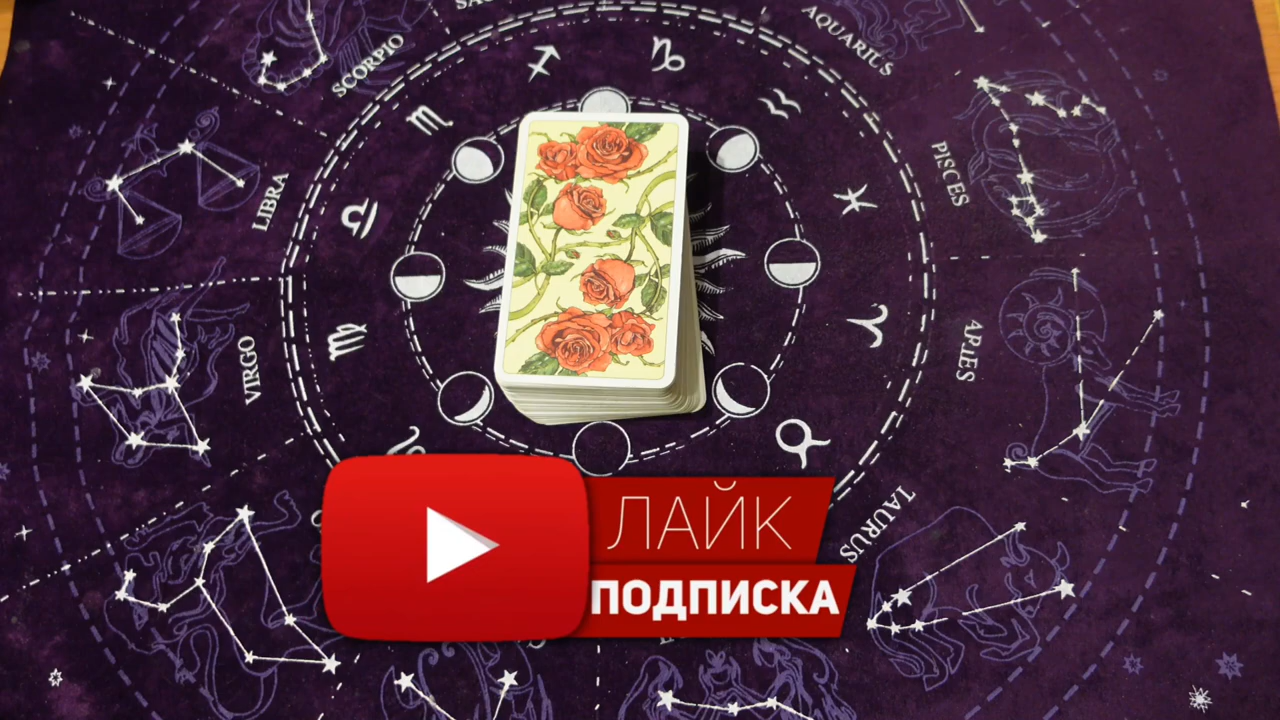 SCORPIO
AQUARIUS
LIBRA
PISCES
VIRGO
ARIES
TAURUS
ЛАЙК
ПОДПИСКА